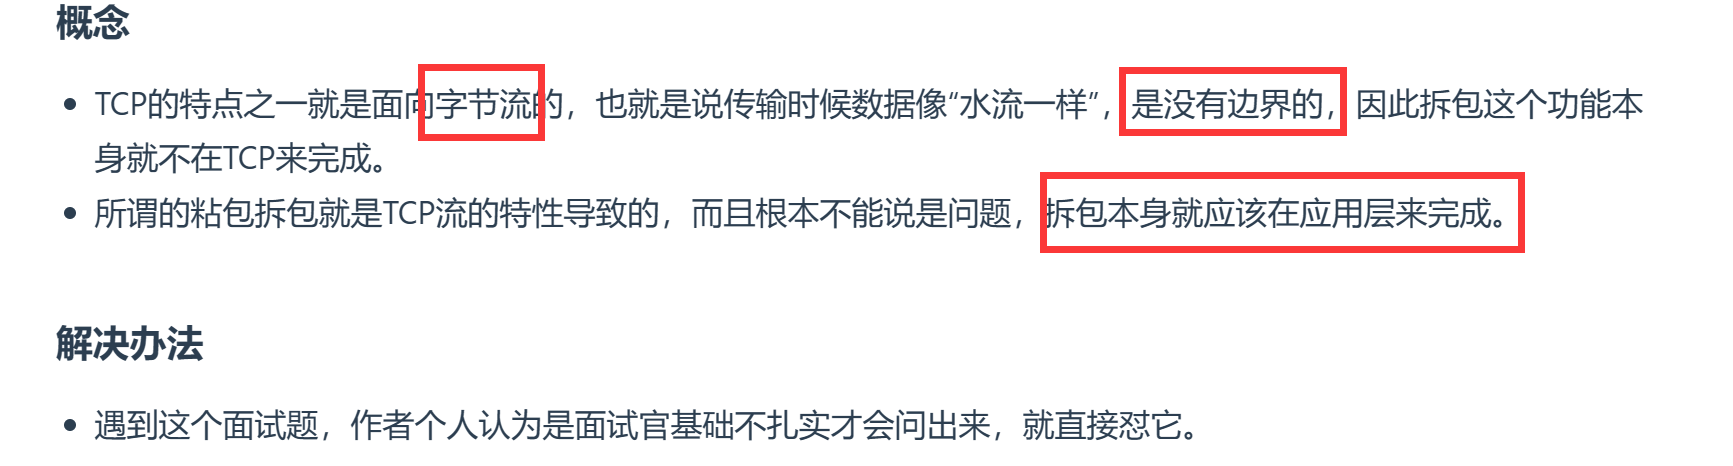 概念
TCP的特点之一就是面向字节流的，也就是说传输时候数据像“水流一样”，是没有边界的，因此拆包这个功能本
身就不在TCP来完成。
所谓的粘包拆包就是TCP流的特性导致的，而且根本不能说是问题，拆包本身就应该在应用层来完成。
解决办法
遇到这个面试题，作者个人认为是面试官基础不扎实才会问出来，就直接怼它。